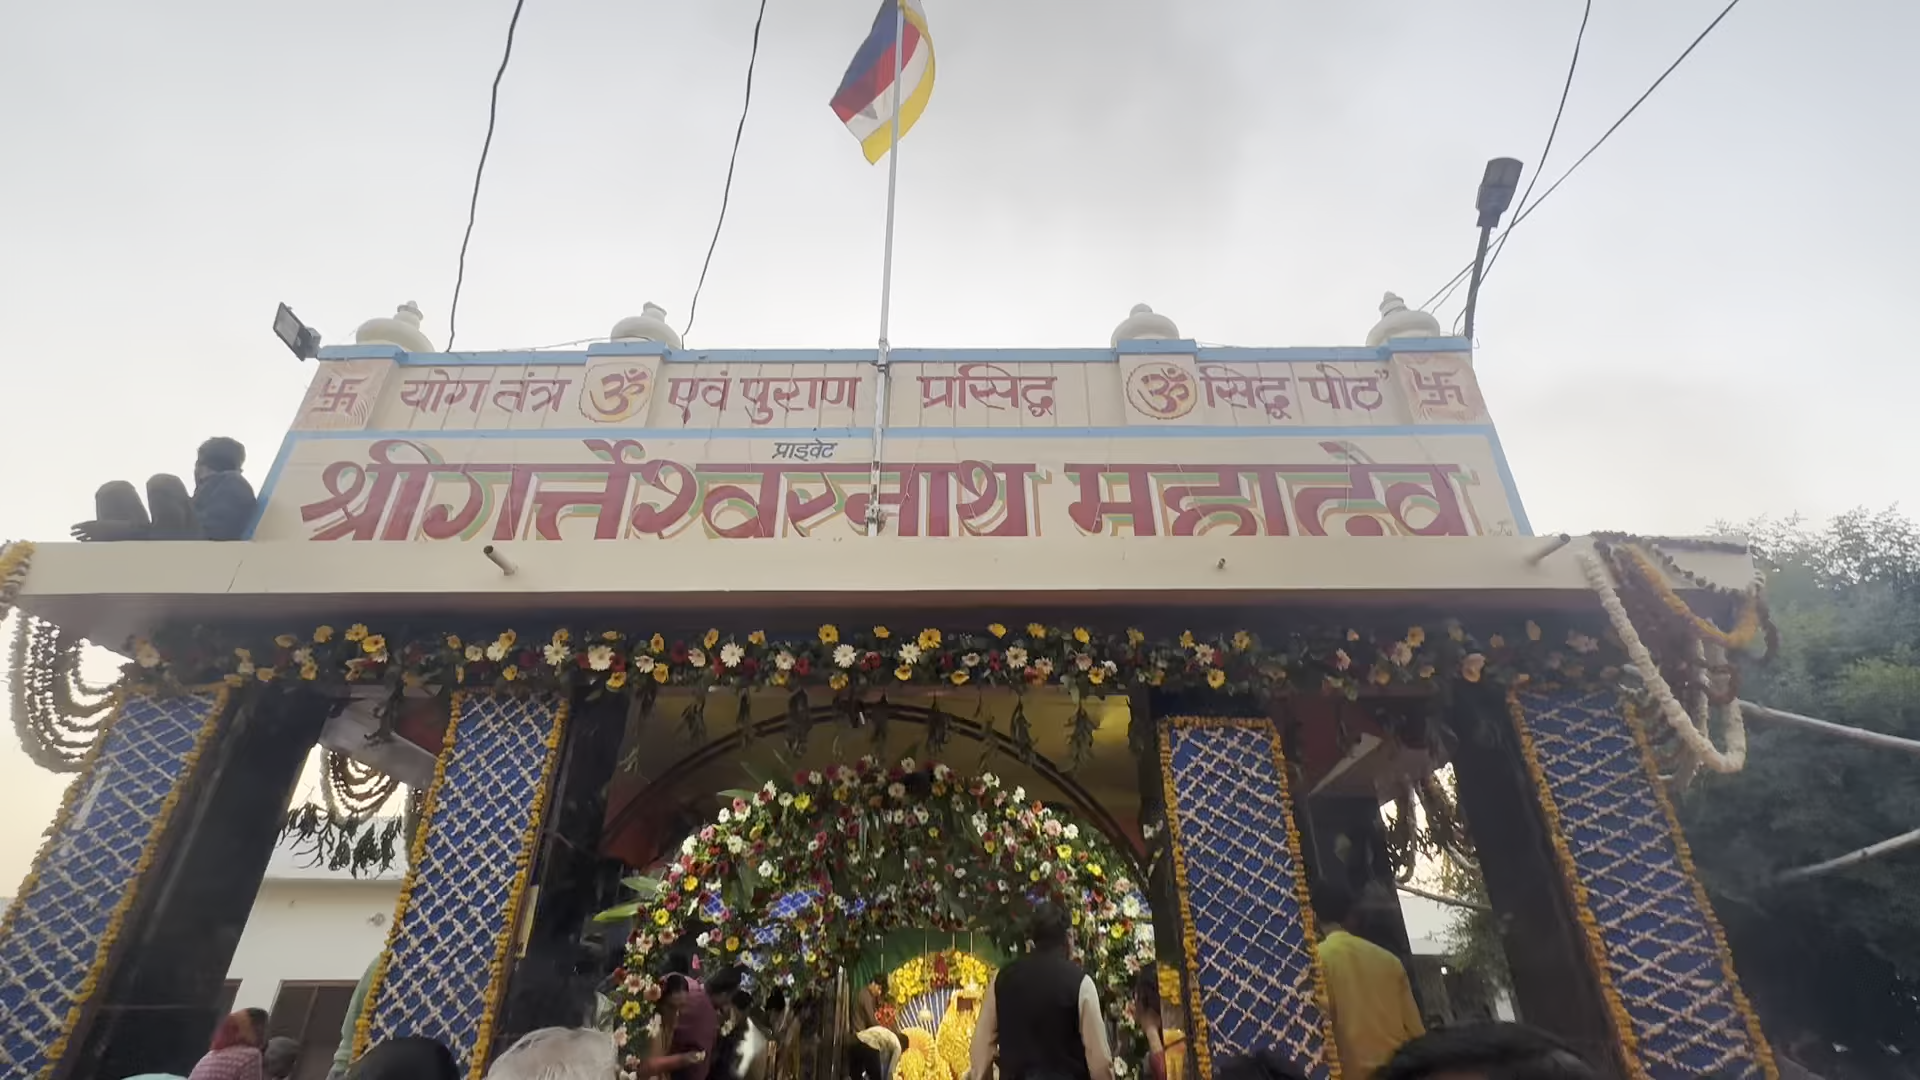 योग तंत्र ॐ एवं पुराण प्रसिद्ध ॐ सिद्ध पीठ"
प्राइवेट
श्री गर्त्तेश्वरनाथ महादेव